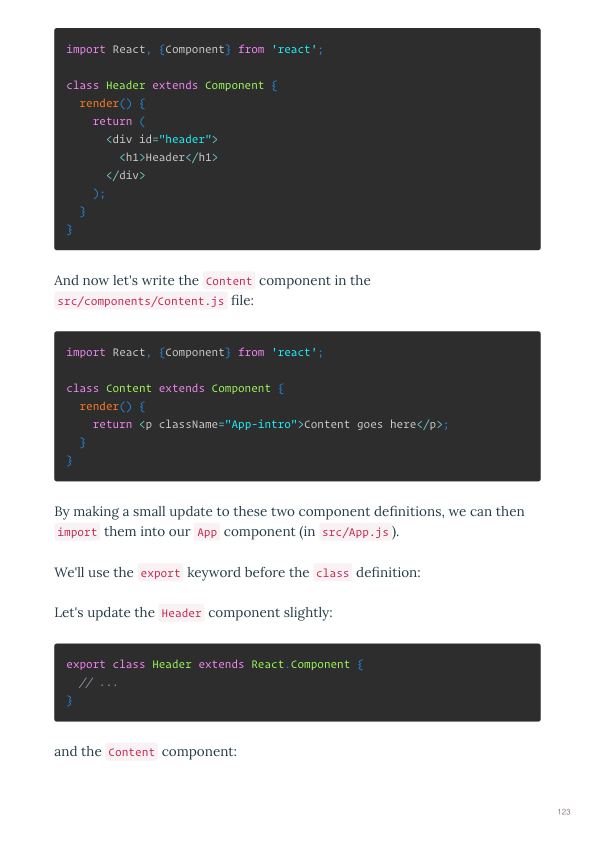 import React, {Component} from 'react';

class Header extends Component {
  render() {
    return (
      <div id="header">
        <h1>Header</h1>
      </div>
    );
  }
}

And now let's write the Content component in the
src/components/Content.js file:

import React, {Component} from 'react';

class Content extends Component {
  render() {
    return <p className="App-intro">Content goes here</p>;
  }
}

By making a small update to these two component definitions, we can then
import them into our App component (in src/App.js ).

We'll use the export keyword before the class definition:

Let's update the Header component slightly:

export class Header extends React.Component {
  // ...
}

and the Content component:

123